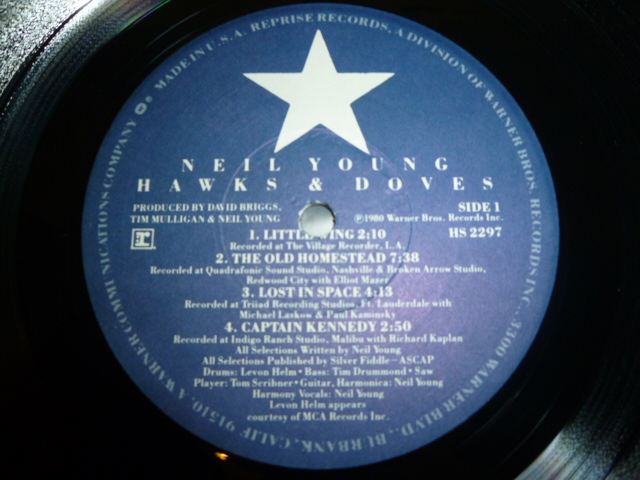 MADE IN U.S.A. REPRISE RECORDS, A DIVISION OF WARNER BROS. RECORDS INC., 3300 WARNER BLVD., BURBANK, CALIF. 91510. A WARNER COMMUNICATIONS COMPANY
NEIL YOUNG
HAWKS & DOVES
PRODUCED BY DAVID BRIGGS,
TIM MULLIGAN & NEIL YOUNG
SIDE 1
℗1980 Warner Bros. Records Inc.
HS 2297
1. LITTLE WING 2:10
Recorded at The Village Recorder, L.A.
2. THE OLD HOMESTEAD 7:38
Recorded at Quadrafonic Sound Studio, Nashville & Broken Arrow Studio,
Redwood City with Elliot Mazer
3. LOST IN SPACE 4:13
Recorded at Triiad Recording Studios, Ft. Lauderdale with
Michael Laskow & Paul Kaminsky
4. CAPTAIN KENNEDY 2:50
Recorded at Indigo Ranch Studio, Malibu with Richard Kaplan
All Selections Written by Neil Young
All Selections Published by Silver Fiddle–ASCAP
Drums: Levon Helm • Bass: Tim Drummond • Saw
Player: Tom Scribner • Guitar, Harmonica: Neil Young
Harmony Vocals: Neil Young
Levon Helm appears
courtesy of MCA Records Inc.